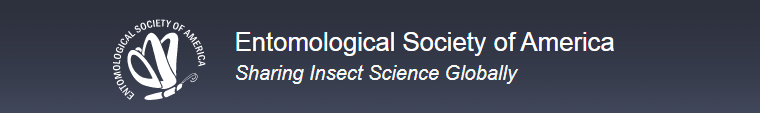 ENTOMOLOGICAL SOCIETY OF AMERICA
Entomological Society of America
Sharing Insect Science Globally